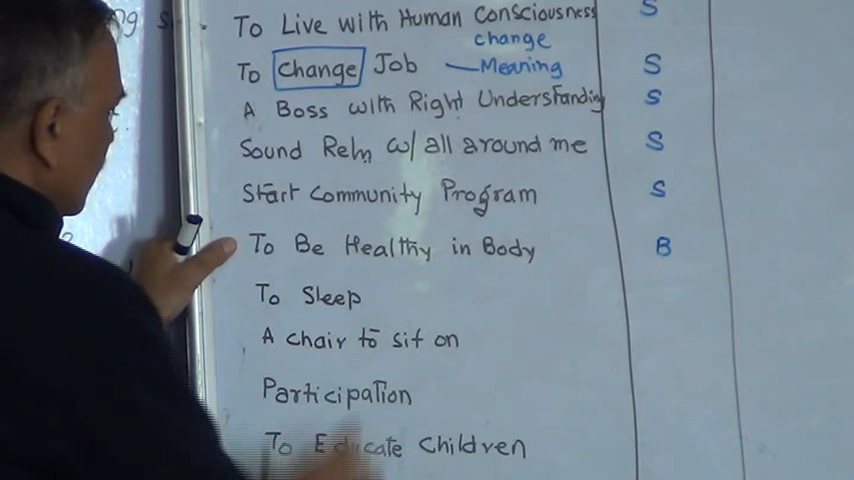 To Live with Human Consciousness S
change
To Change Job — Meaning S
A Boss with Right Understanding S
Sound Reln w/ all around me S
Start Community Program S
To Be Healthy in Body B
To Sleep
A chair to sit on
Participation
To Educate Children